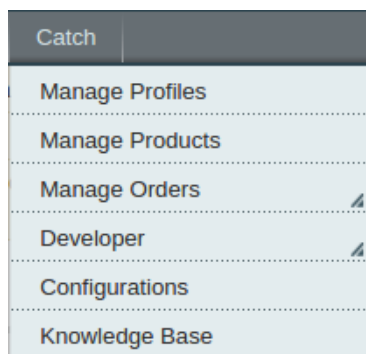 Catch
Manage Profiles
Manage Products
Manage Orders
Developer
Configurations
Knowledge Base